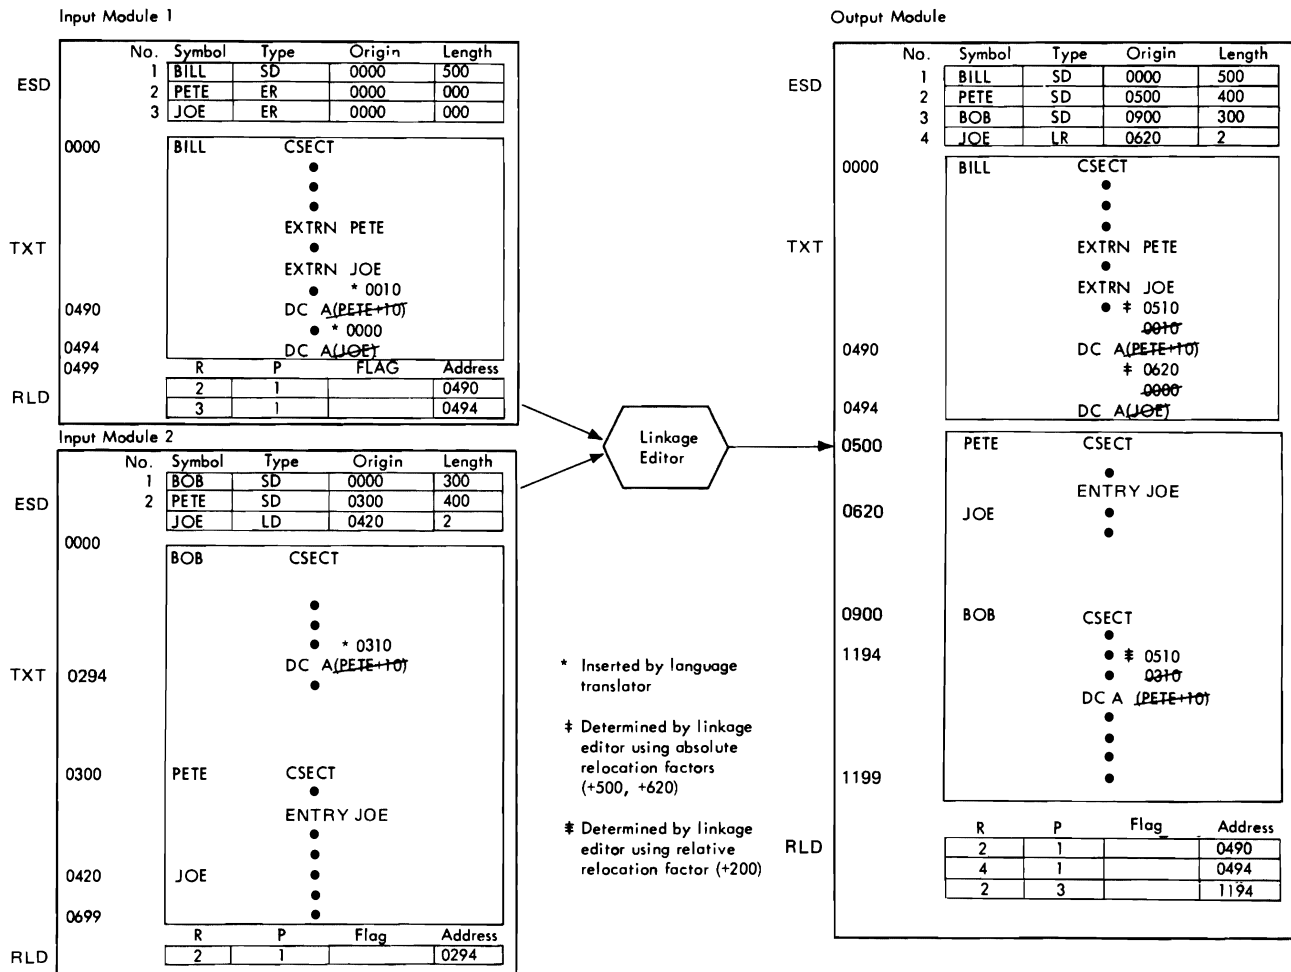 Input Module 1
No. Symbol Type Origin Length
ESD
1 BILL SD 0000 500
2 PETE ER 0000 000
3 JOE ER 0000 000
0000 BILL CSECT
EXTRN PETE
TXT
EXTRN JOE
* 0010
0490 DC A(PETE+10)
* 0000
0494 DC A(JOE)
0499
R P FLAG Address
RLD
2 1 0490
3 1 0494
Input Module 2
No. Symbol Type Origin Length
ESD
1 BOB SD 0000 300
2 PETE SD 0300 400
JOE LD 0420 2
0000
BOB CSECT
* 0310
TXT 0294 DC A(PETE+10)
0300 PETE CSECT
ENTRY JOE
0420 JOE
0699
R P Flag Address
RLD 2 1 0294
Linkage
Editor
* Inserted by language
translator
‡ Determined by linkage
editor using absolute
relocation factors
(+500, +620)
⧧ Determined by linkage
editor using relative
relocation factor (+200)
Output Module
No. Symbol Type Origin Length
ESD
1 BILL SD 0000 500
2 PETE SD 0500 400
3 BOB SD 0900 300
4 JOE LR 0620 2
0000 BILL CSECT
TXT EXTRN PETE
EXTRN JOE
‡ 0510
0010
0490 DC A(PETE+10)
‡ 0620
0000
0494 DC A(JOE)
0500 PETE CSECT
ENTRY JOE
0620 JOE
0900 BOB CSECT
1194 ⧧ 0510
0310
DC A (PETE+10)
1199
R P Flag Address
RLD
2 1 0490
4 1 0494
2 3 1194